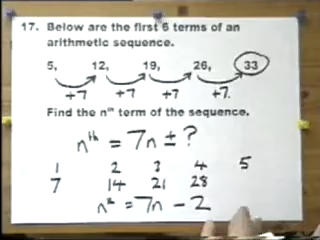 17. Below are the first 5 terms of an
arithmetic sequence.
5, 12, 19, 26, 33
+7 +7 +7 +7
Find the nth term of the sequence.
nth = 7n ± ?
1 2 3 4 5
7 14 21 28
nth = 7n - 2